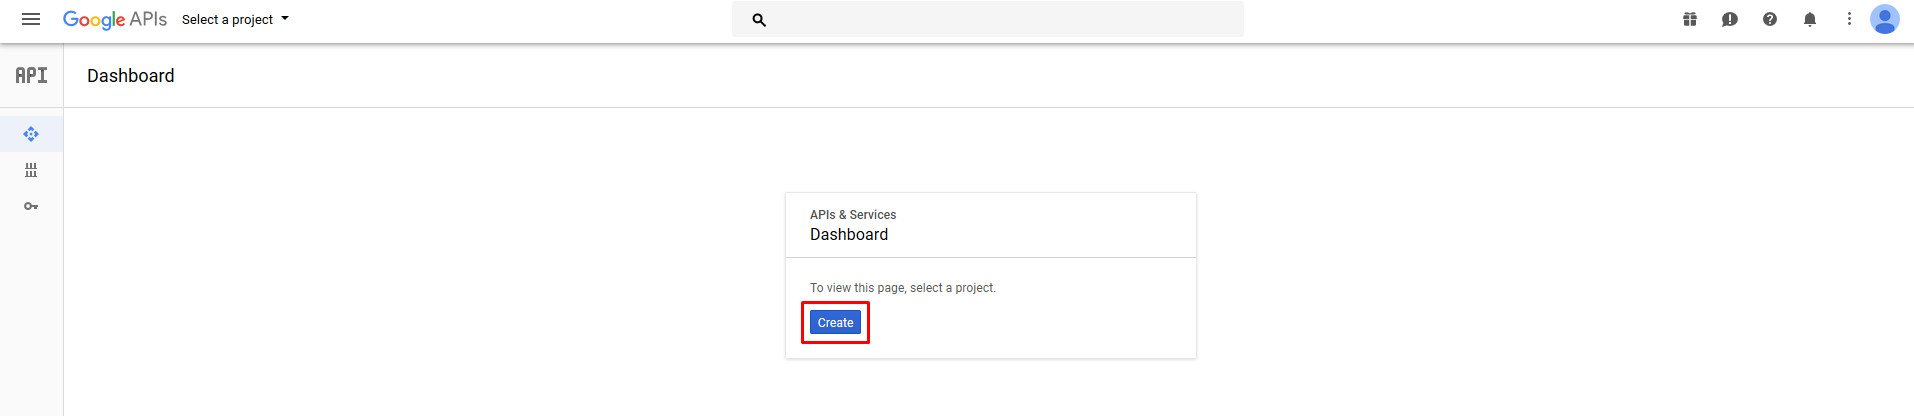 Google APIs Select a project
API Dashboard
APIs & Services
Dashboard
To view this page, select a project.
Create